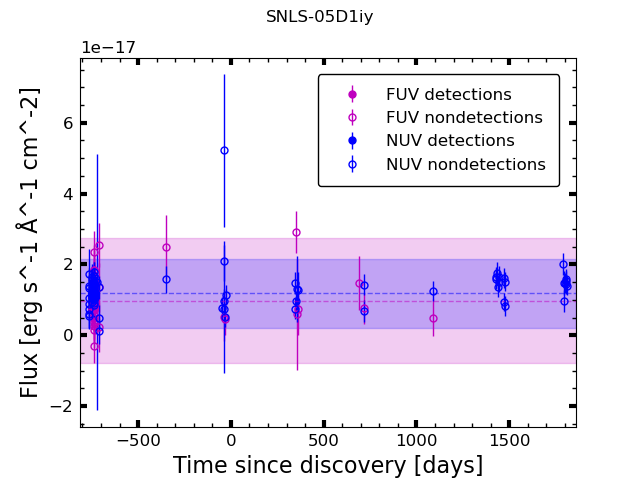 SNLS-05D1iy
1e−17
FUV detections
FUV nondetections
NUV detections
NUV nondetections
6
4
2
0
−2
−500
0
500
1000
1500
Flux [erg s^-1 Å^-1 cm^-2]
Time since discovery [days]